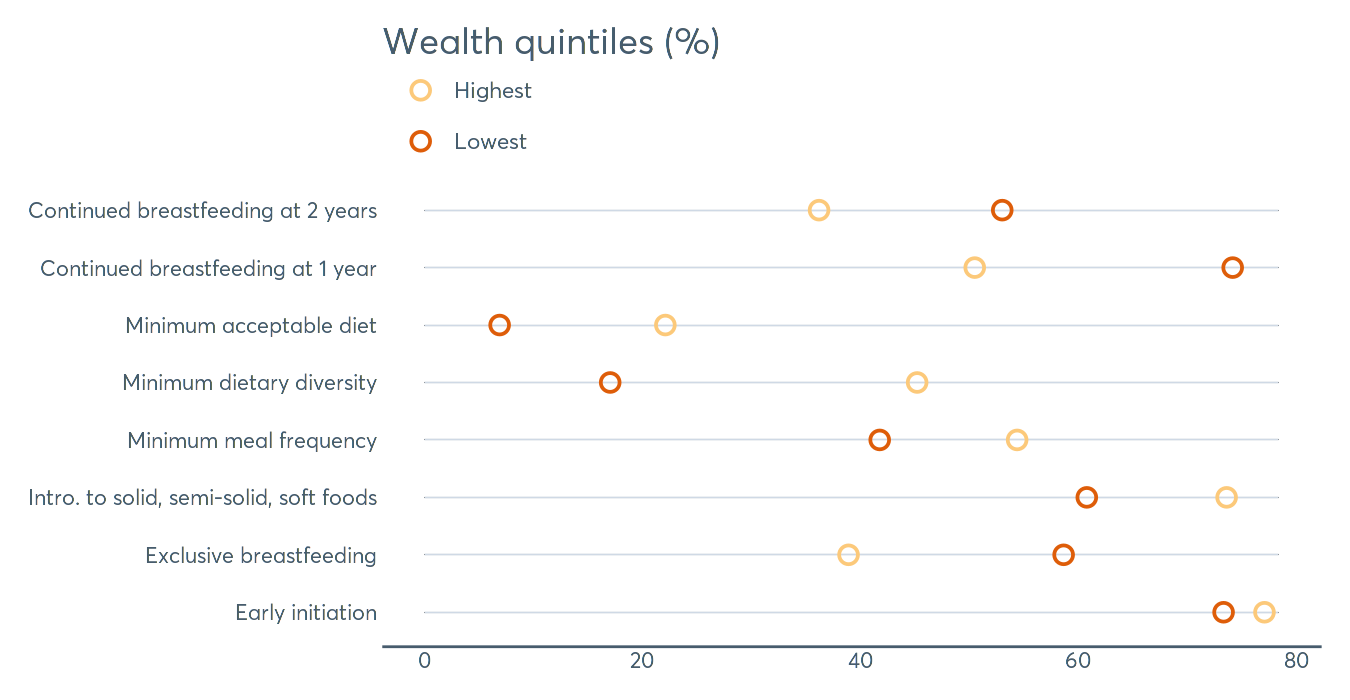 Wealth quintiles (%)
Highest
Lowest
Continued breastfeeding at 2 years
Continued breastfeeding at 1 year
Minimum acceptable diet
Minimum dietary diversity
Minimum meal frequency
Intro. to solid, semi-solid, soft foods
Exclusive breastfeeding
Early initiation
0 20 40 60 80